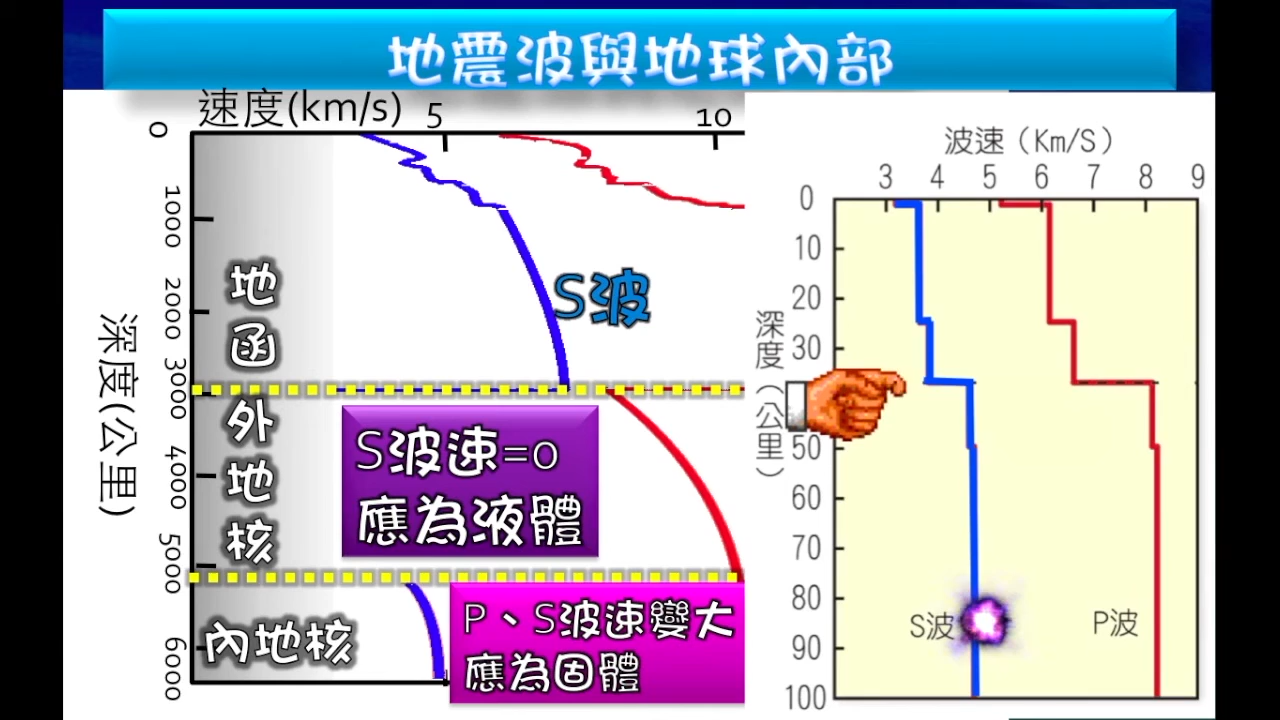 地震波與地球內部
速度(km/s)
5
10
0
1000
2000
3000
4000
5000
6000
深度(公里)
地函
外地核
內地核
S波
S波速=0
應為液體
P、S波速變大
應為固體
波速（Km/S）
3 4 5 6 7 8 9
0
10
20
30
50
60
70
80
90
100
深度（公里）
S波
P波